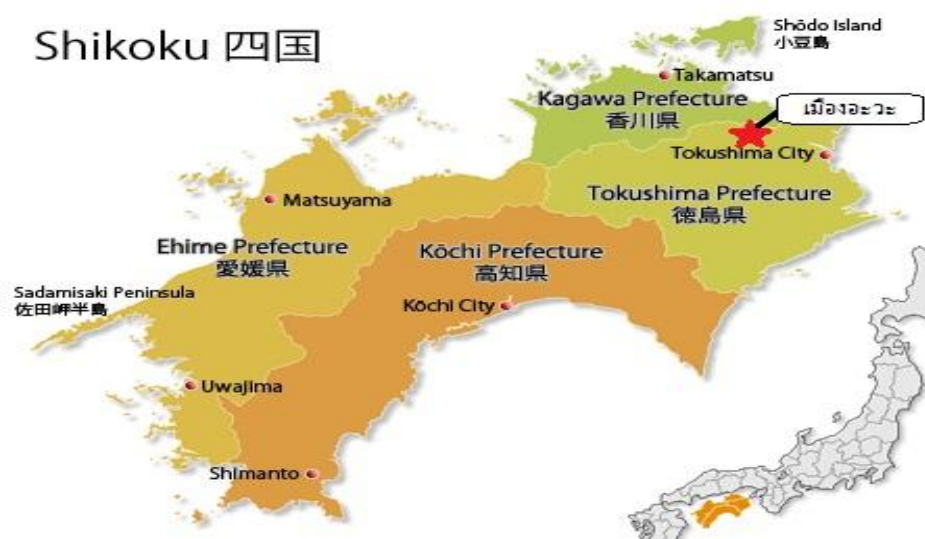 Shikoku 四国
Shōdo Island
小豆島
Takamatsu
Kagawa Prefecture
香川県
เมืองอะวะ
Tokushima City
Tokushima Prefecture
徳島県
Matsuyama
Ehime Prefecture
愛媛県
Kōchi Prefecture
高知県
Sadamisaki Peninsula
佐田岬半島
Kōchi City
Uwajima
Shimanto